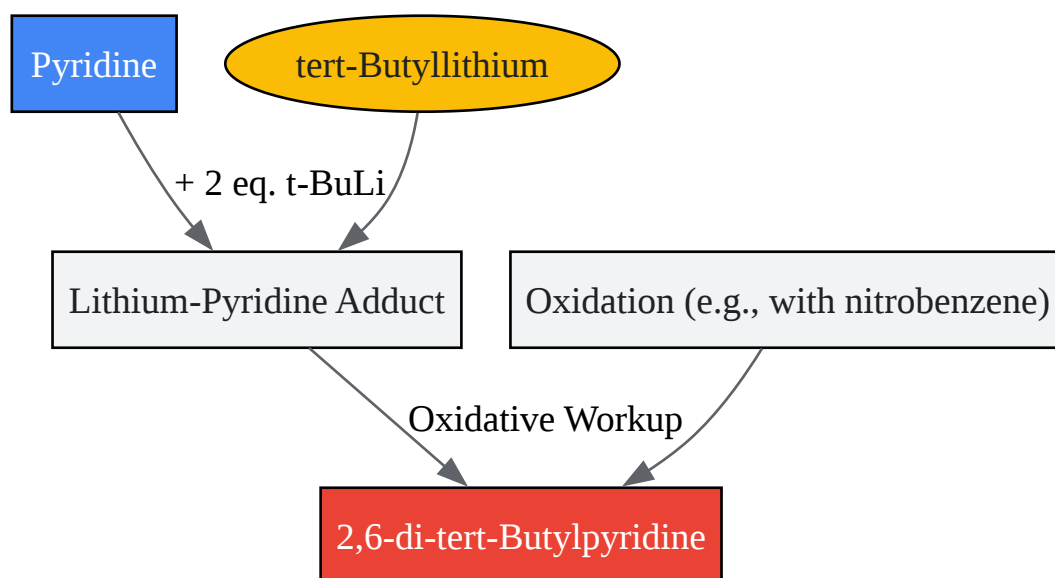 Pyridine
tert-Butyllithium
+ 2 eq. t-BuLi
Lithium-Pyridine Adduct
Oxidation (e.g., with nitrobenzene)
Oxidative Workup
2,6-di-tert-Butylpyridine